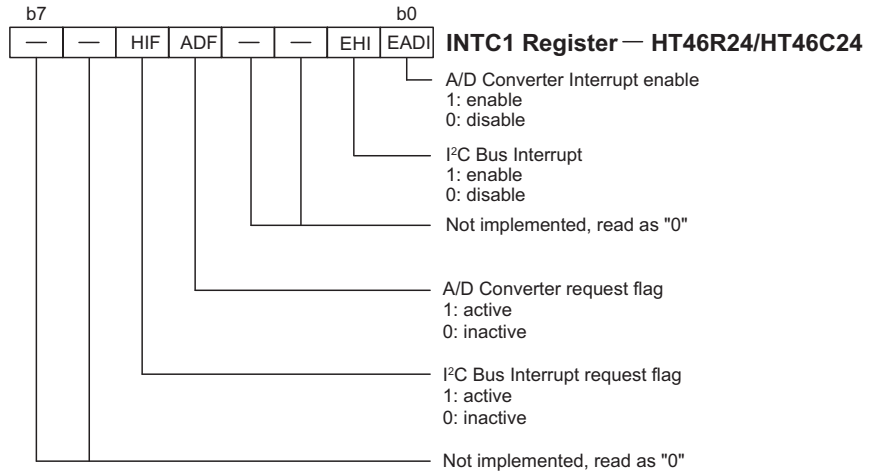 b7 b0
— — HIF ADF — — EHI EADI INTC1 Register — HT46R24/HT46C24
A/D Converter Interrupt enable
1: enable
0: disable
I²C Bus Interrupt
1: enable
0: disable
Not implemented, read as "0"
A/D Converter request flag
1: active
0: inactive
I²C Bus Interrupt request flag
1: active
0: inactive
Not implemented, read as "0"